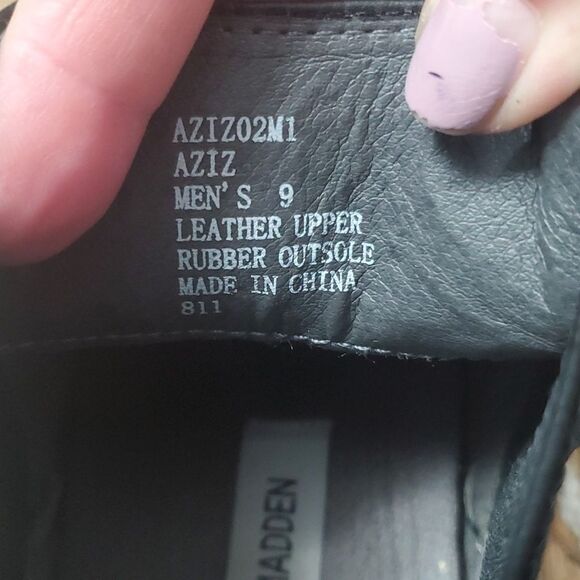 AZIZ02M1
AZIZ
MEN'S 9
LEATHER UPPER
RUBBER OUTSOLE
MADE IN CHINA
811
MADDEN